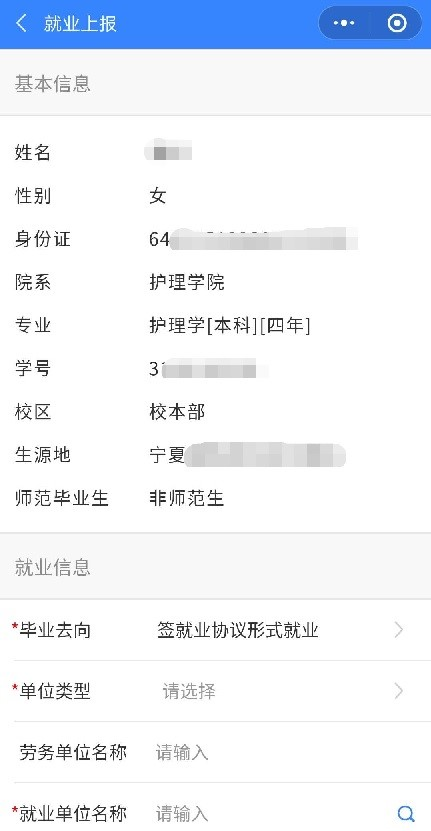 就业上报
基本信息
姓名
性别 女
身份证 64
院系 护理学院
专业 护理学[本科][四年]
学号 3
校区 校本部
生源地 宁夏
师范毕业生 非师范生
就业信息
*毕业去向 签就业协议形式就业
*单位类型 请选择
劳务单位名称 请输入
*就业单位名称 请输入